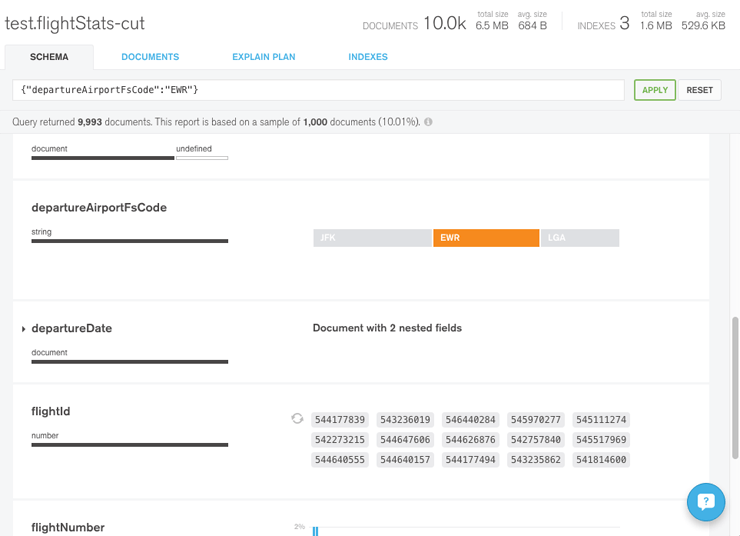 test.flightStats-cut
DOCUMENTS 10.0k total size 6.5 MB avg. size 684 B INDEXES 3 total size 1.6 MB avg. size 529.6 KB
SCHEMA DOCUMENTS EXPLAIN PLAN INDEXES
{"departureAirportFsCode":"EWR"} APPLY RESET
Query returned 9,993 documents. This report is based on a sample of 1,000 documents (10.01%).
document undefined
departureAirportFsCode
string
JFK EWR LGA
departureDate Document with 2 nested fields
document
flightId
number
544177839 543236019 546440284 545970277 545111274
542273215 544647606 544626876 542757840 545517969
544640555 544640157 544177494 543235862 541814600
flightNumber 2%